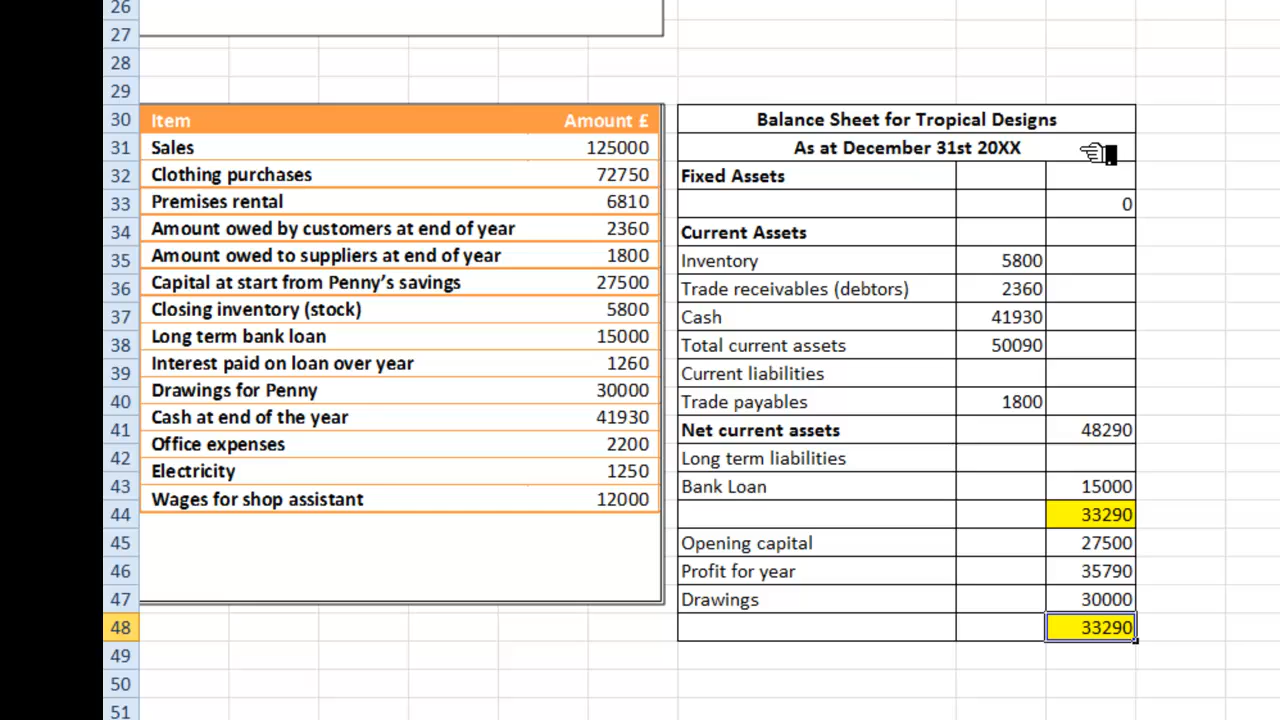 26
27
28
29
30 Item Amount £ Balance Sheet for Tropical Designs
31 Sales 125000 As at December 31st 20XX
32 Clothing purchases 72750 Fixed Assets
33 Premises rental 6810 0
34 Amount owed by customers at end of year 2360 Current Assets
35 Amount owed to suppliers at end of year 1800 Inventory 5800
36 Capital at start from Penny’s savings 27500 Trade receivables (debtors) 2360
37 Closing inventory (stock) 5800 Cash 41930
38 Long term bank loan 15000 Total current assets 50090
39 Interest paid on loan over year 1260 Current liabilities
40 Drawings for Penny 30000 Trade payables 1800
41 Cash at end of the year 41930 Net current assets 48290
42 Office expenses 2200 Long term liabilities
43 Electricity 1250 Bank Loan 15000
44 Wages for shop assistant 12000 33290
45 Opening capital 27500
46 Profit for year 35790
47 Drawings 30000
48 33290
49
50
51